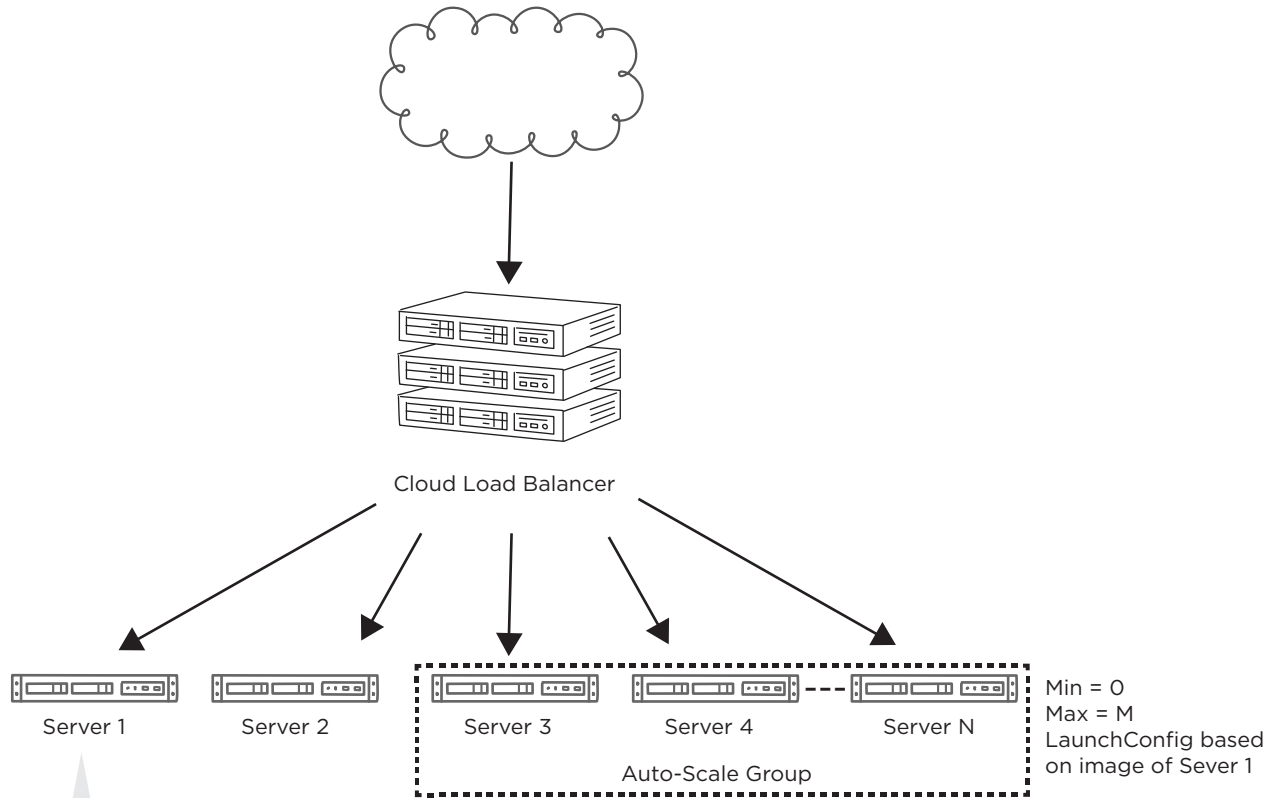 Cloud Load Balancer
Server 1
Server 2
Server 3
Server 4
Server N
Auto-Scale Group
Min = 0
Max = M
LaunchConfig based
on image of Sever 1